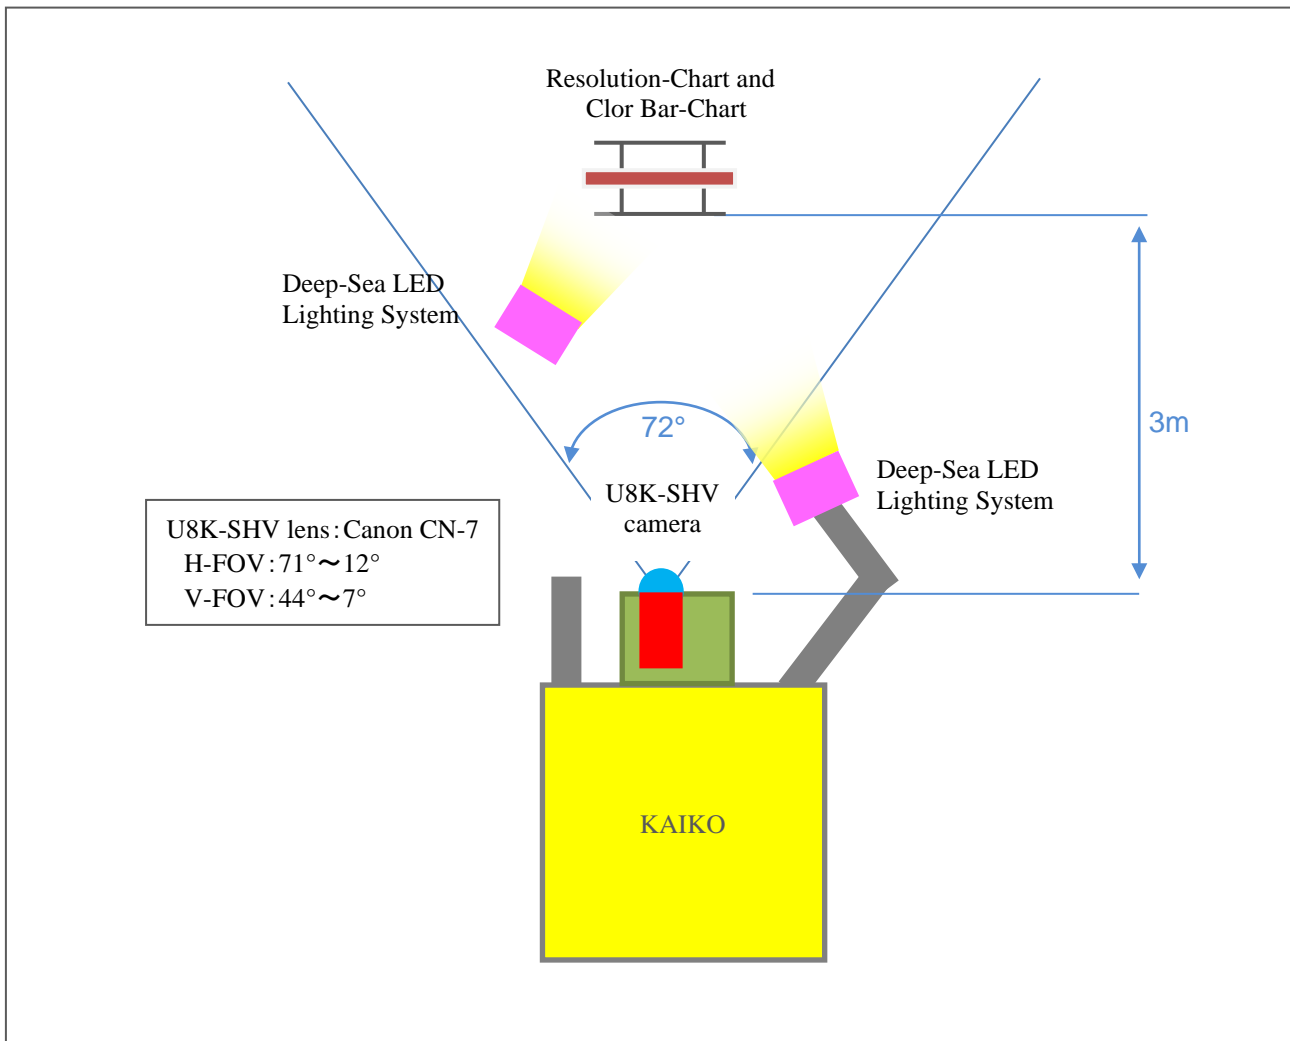 Resolution-Chart and
Clor Bar-Chart
Deep-Sea LED
Lighting System
72°
3m
Deep-Sea LED
Lighting System
U8K-SHV
camera
U8K-SHV lens：Canon CN-7
H-FOV：71°～12°
V-FOV：44°～7°
KAIKO